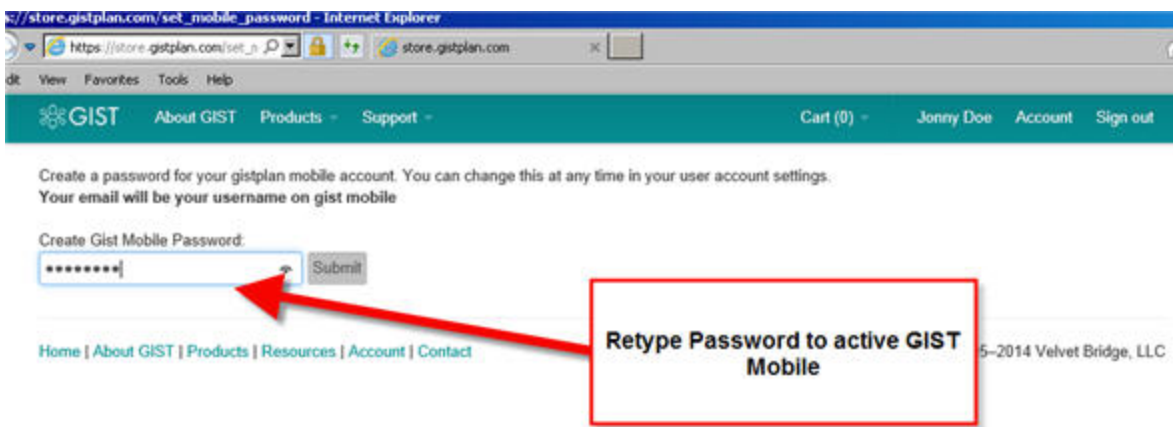 s://store.gistplan.com/set_mobile_password - Internet Explorer
https://store.gistplan.com/set_ store.gistplan.com
View Favorites Tools Help
GIST About GIST Products Support Cart (0) Jonny Doe Account Sign out
Create a password for your gistplan mobile account. You can change this at any time in your user account settings.
Your email will be your username on gist mobile
Create Gist Mobile Password:
Submit
Retype Password to active GIST
Mobile
Home | About GIST | Products | Resources | Account | Contact
5–2014 Velvet Bridge, LLC